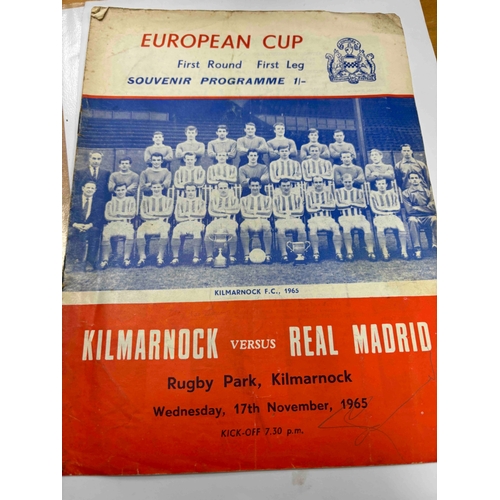 EUROPEAN CUP
First Round First Leg
SOUVENIR PROGRAMME 1/-
KILMARNOCK F.C., 1965
KILMARNOCK VERSUS REAL MADRID
Rugby Park, Kilmarnock
Wednesday, 17th November, 1965
KICK-OFF 7.30 p.m.